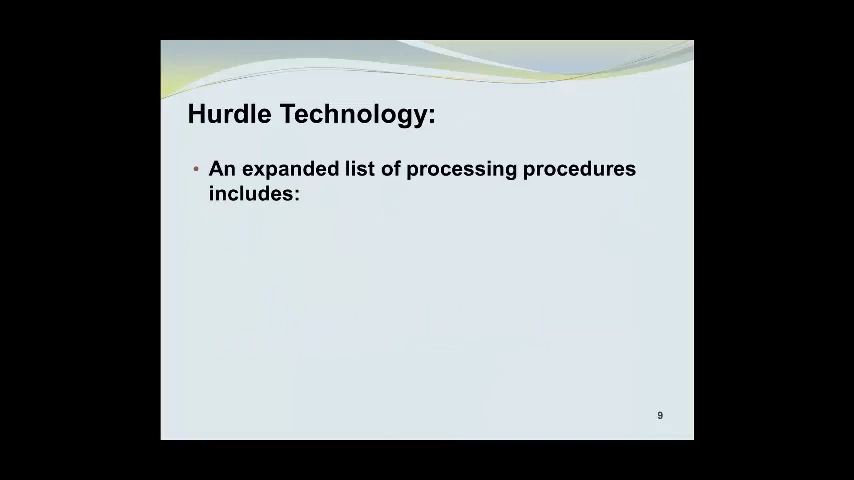 Hurdle Technology:
• An expanded list of processing procedures
includes:
9